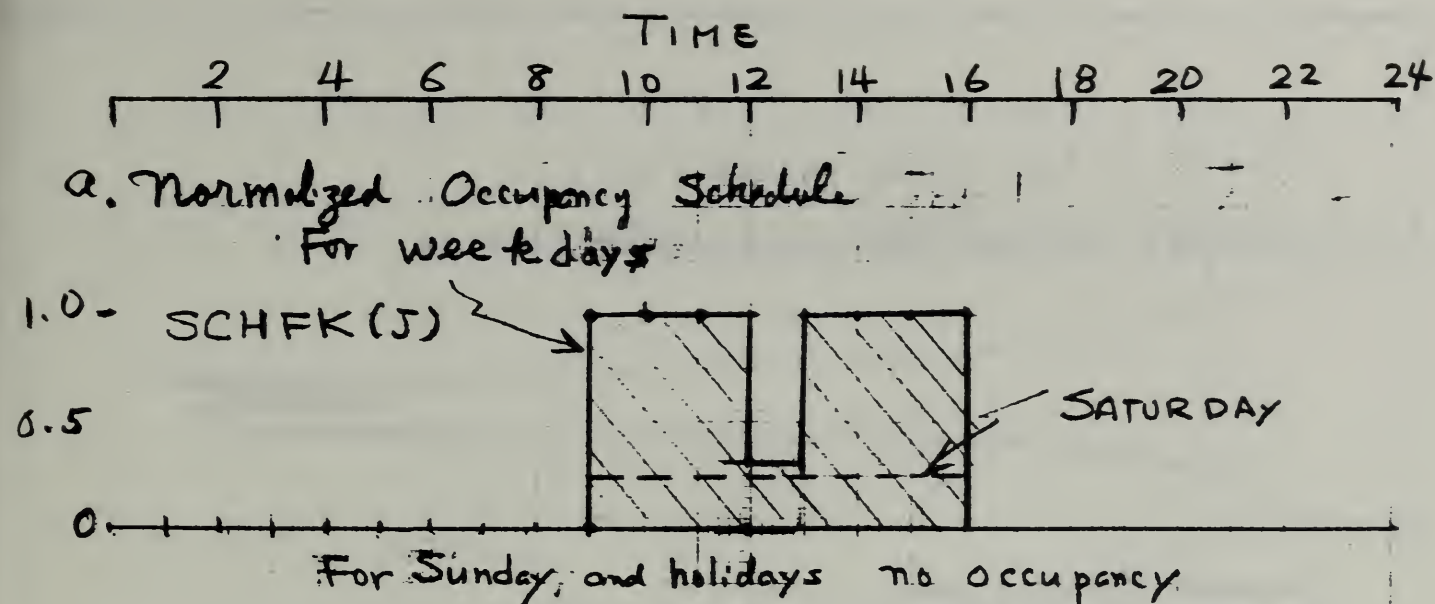 TIME
2 4 6 8 10 12 14 16 18 20 22 24
a. Normalized Occupancy Schedule
For weekdays
1.0
SCHFK(J)
SATURDAY
0.5
0
For Sunday, and holidays no occupancy.